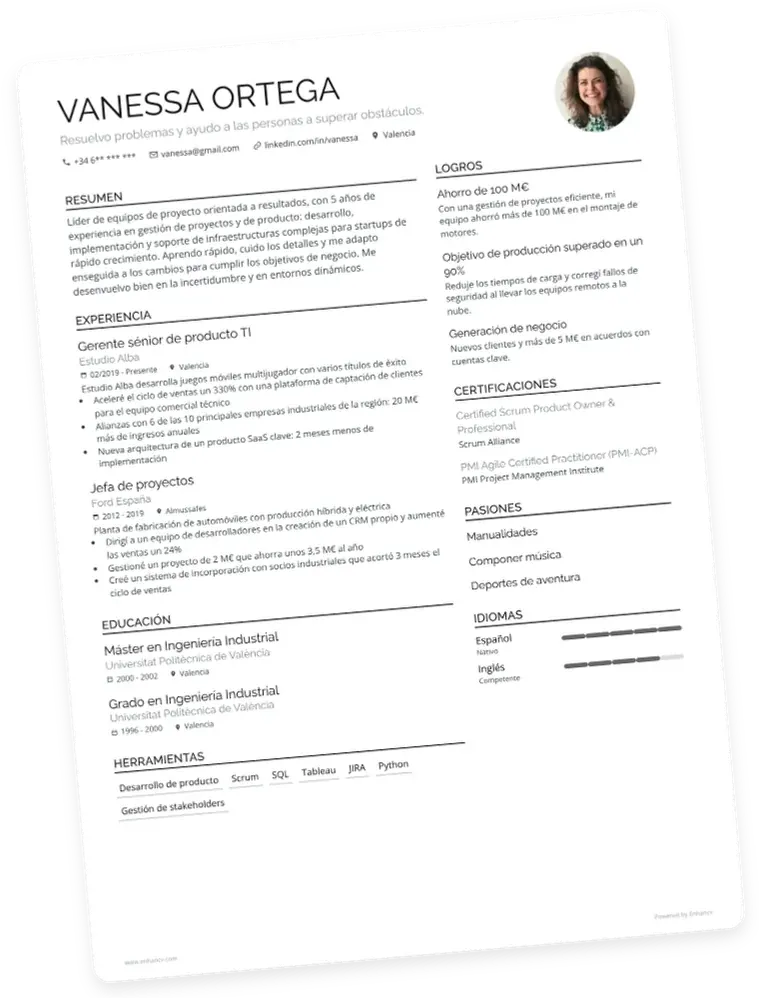 VANESSA ORTEGA
Resuelvo problemas y ayudo a las personas a superar obstáculos.
+34 6** *** *** vanessa@gmail.com linkedin.com/in/vanessa Valencia
RESUMEN
Líder de equipos de proyecto orientada a resultados, con 5 años de
experiencia en gestión de proyectos y de producto: desarrollo,
implementación y soporte de infraestructuras complejas para startups de
rápido crecimiento. Aprendo rápido, cuido los detalles y me adapto
enseguida a los cambios para cumplir los objetivos de negocio. Me
desenvuelvo bien en la incertidumbre y en entornos dinámicos.
EXPERIENCIA
Gerente sénior de producto TI
Estudio Alba
02/2019 - Presente Valencia
Estudio Alba desarrolla juegos móviles multijugador con varios títulos de éxito
• Aceleré el ciclo de ventas un 330% con una plataforma de captación de clientes
para el equipo comercial técnico
• Alianzas con 6 de las 10 principales empresas industriales de la región: 20 M€
más de ingresos anuales
• Nueva arquitectura de un producto SaaS clave: 2 meses menos de
implementación
Jefa de proyectos
Ford España
2012 - 2019 Almussales
Planta de fabricación de automóviles con producción híbrida y eléctrica
• Dirigí a un equipo de desarrolladores en la creación de un CRM propio y aumenté
las ventas un 24%
• Gestioné un proyecto de 2 M€ que ahorra unos 3,5 M€ al año
• Creé un sistema de incorporación con socios industriales que acortó 3 meses el
ciclo de ventas
EDUCACIÓN
Máster en Ingeniería Industrial
Universitat Politècnica de València
2000 - 2002 Valencia
Grado en Ingeniería Industrial
Universitat Politècnica de València
1996 - 2000 Valencia
HERRAMIENTAS
Desarrollo de producto Scrum SQL Tableau JIRA Python
Gestión de stakeholders
LOGROS
Ahorro de 100 M€
Con una gestión de proyectos eficiente, mi
equipo ahorró más de 100 M€ en el montaje de
motores.
Objetivo de producción superado en un
90%
Reduje los tiempos de carga y corregí fallos de
seguridad al llevar los equipos remotos a la
nube.
Generación de negocio
Nuevos clientes y más de 5 M€ en acuerdos con
cuentas clave.
CERTIFICACIONES
Certified Scrum Product Owner &
Professional
Scrum Alliance
PMI Agile Certified Practitioner (PMI-ACP)
PMI Project Management Institute
PASIONES
Manualidades
Componer música
Deportes de aventura
IDIOMAS
Español
Nativo
Inglés
Competente
www.enhancv.com
Powered by Enhancv